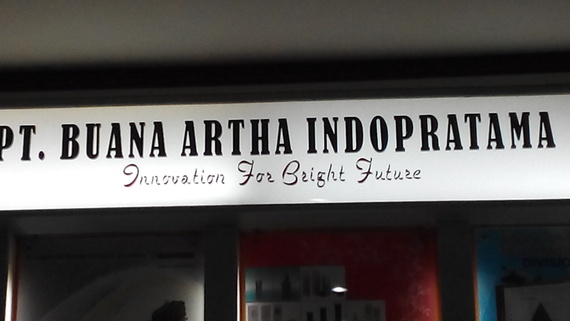 PT. BUANA ARTHA INDOPRATAMA
Innovation For Bright Future